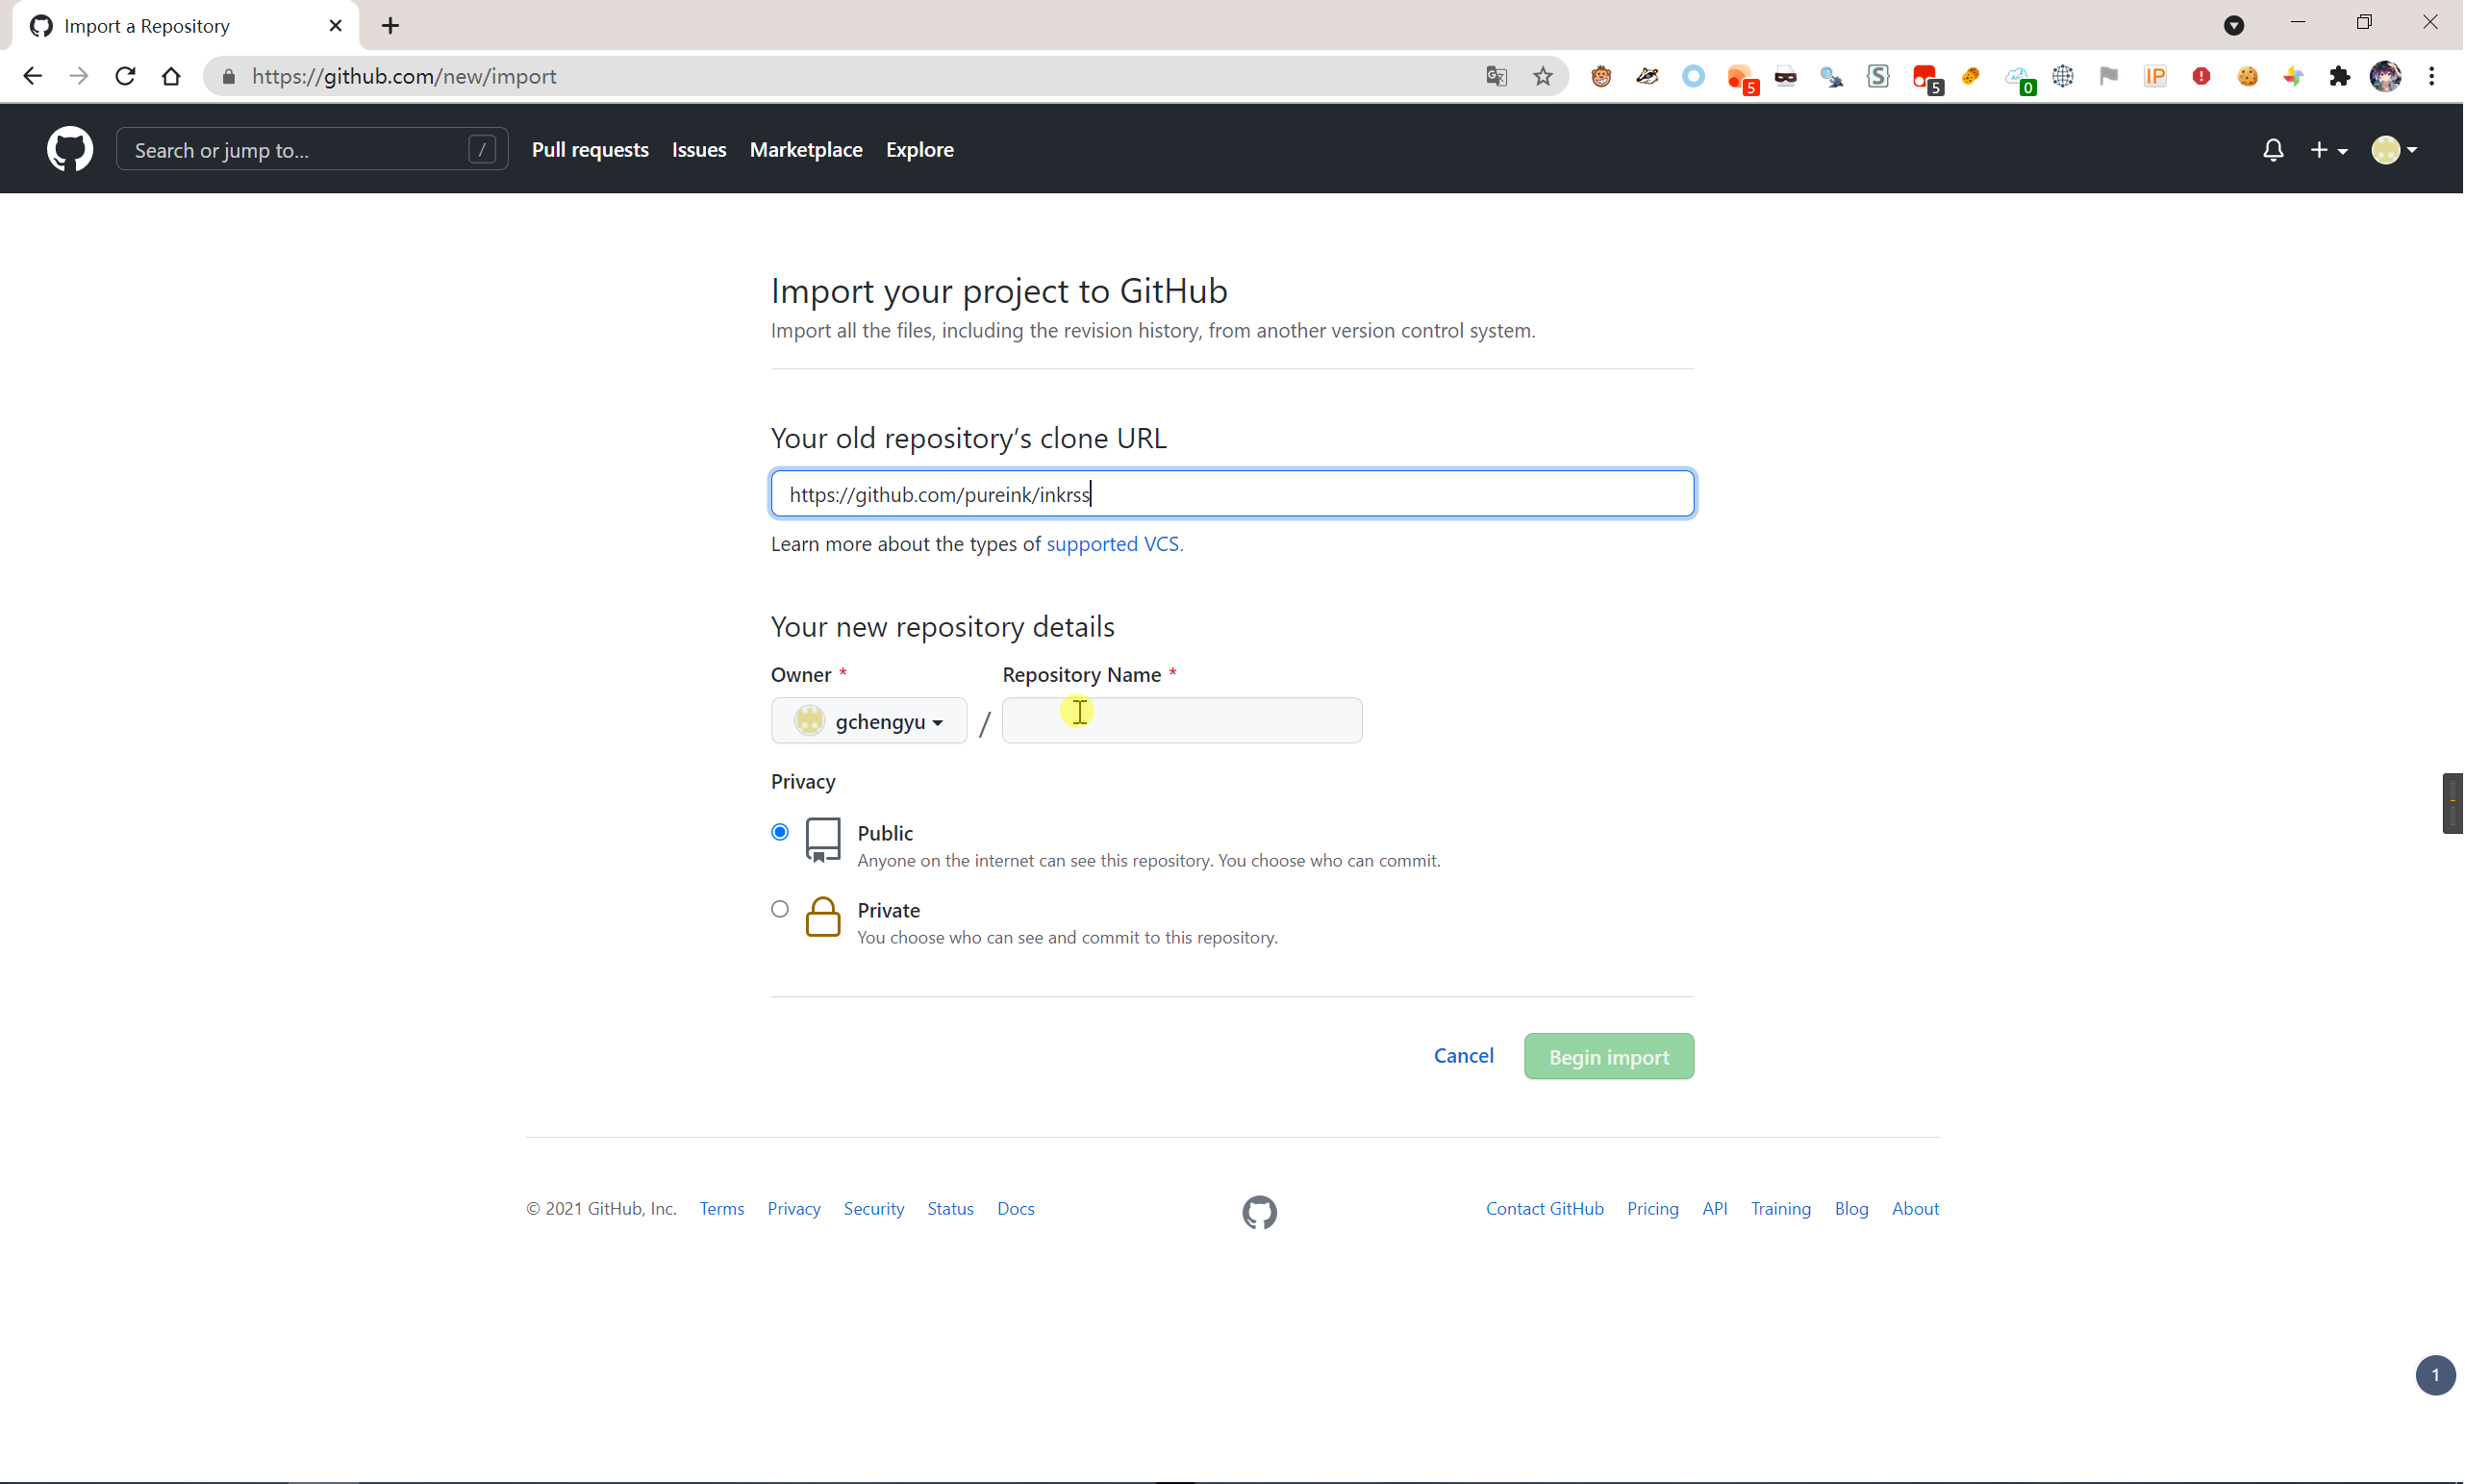 Import a Repository
https://github.com/new/import
5
5
0
IP
Search or jump to...
/
Pull requests
Issues
Marketplace
Explore
Import your project to GitHub
Import all the files, including the revision history, from another version control system.
Your old repository's clone URL
https://github.com/pureink/inkrss
Learn more about the types of supported VCS.
Your new repository details
Owner *
Repository Name *
gchengyu
/
Privacy
Public
Anyone on the internet can see this repository. You choose who can commit.
Private
You choose who can see and commit to this repository.
Cancel
Begin import
© 2021 GitHub, Inc.
Terms
Privacy
Security
Status
Docs
Contact GitHub
Pricing
API
Training
Blog
About
1